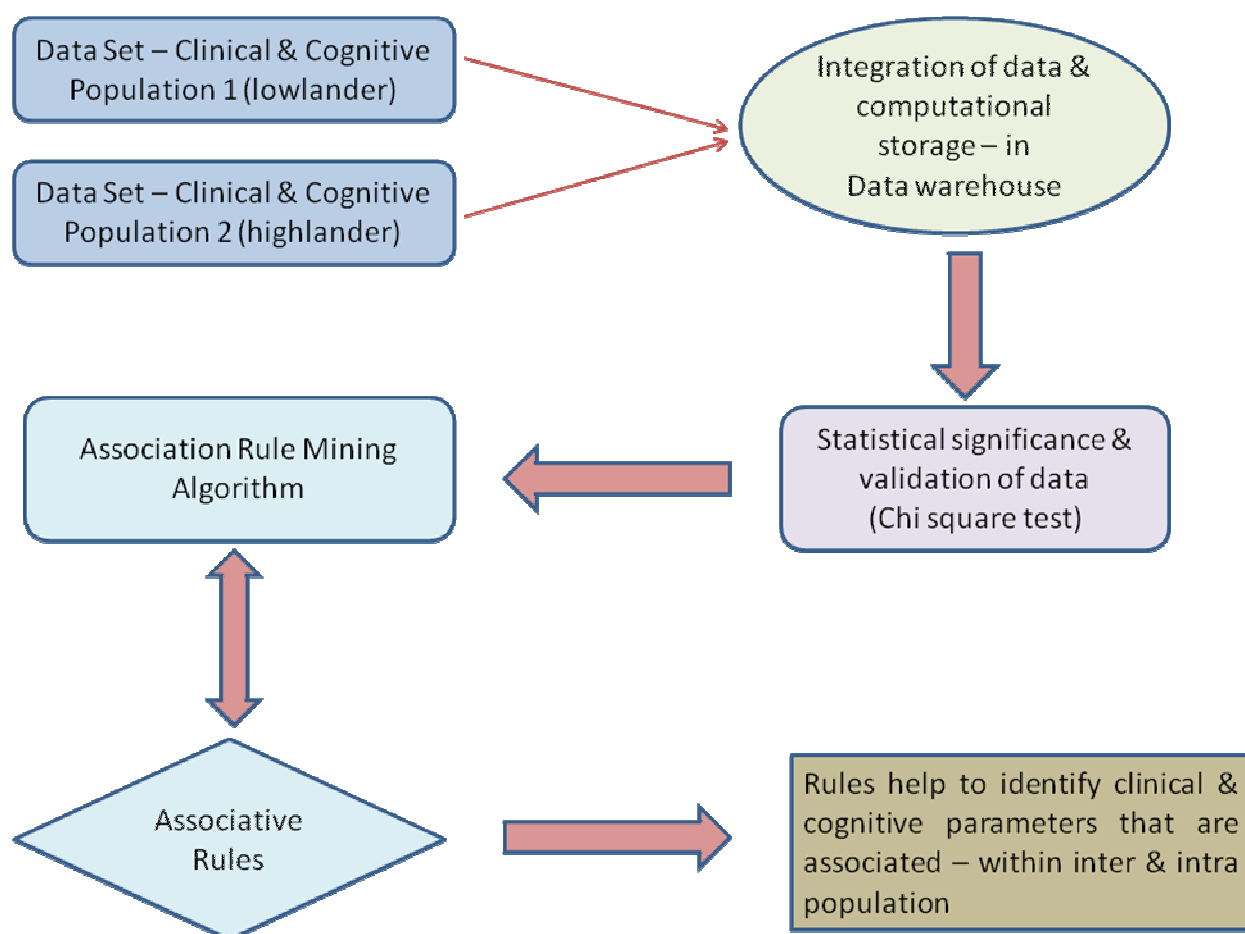 Data Set – Clinical & Cognitive
Population 1 (lowlander)
Data Set – Clinical & Cognitive
Population 2 (highlander)
Integration of data &
computational
storage – in
Data warehouse
Statistical significance &
validation of data
(Chi square test)
Association Rule Mining
Algorithm
Associative
Rules
Rules help to identify clinical &
cognitive parameters that are
associated – within inter & intra
population